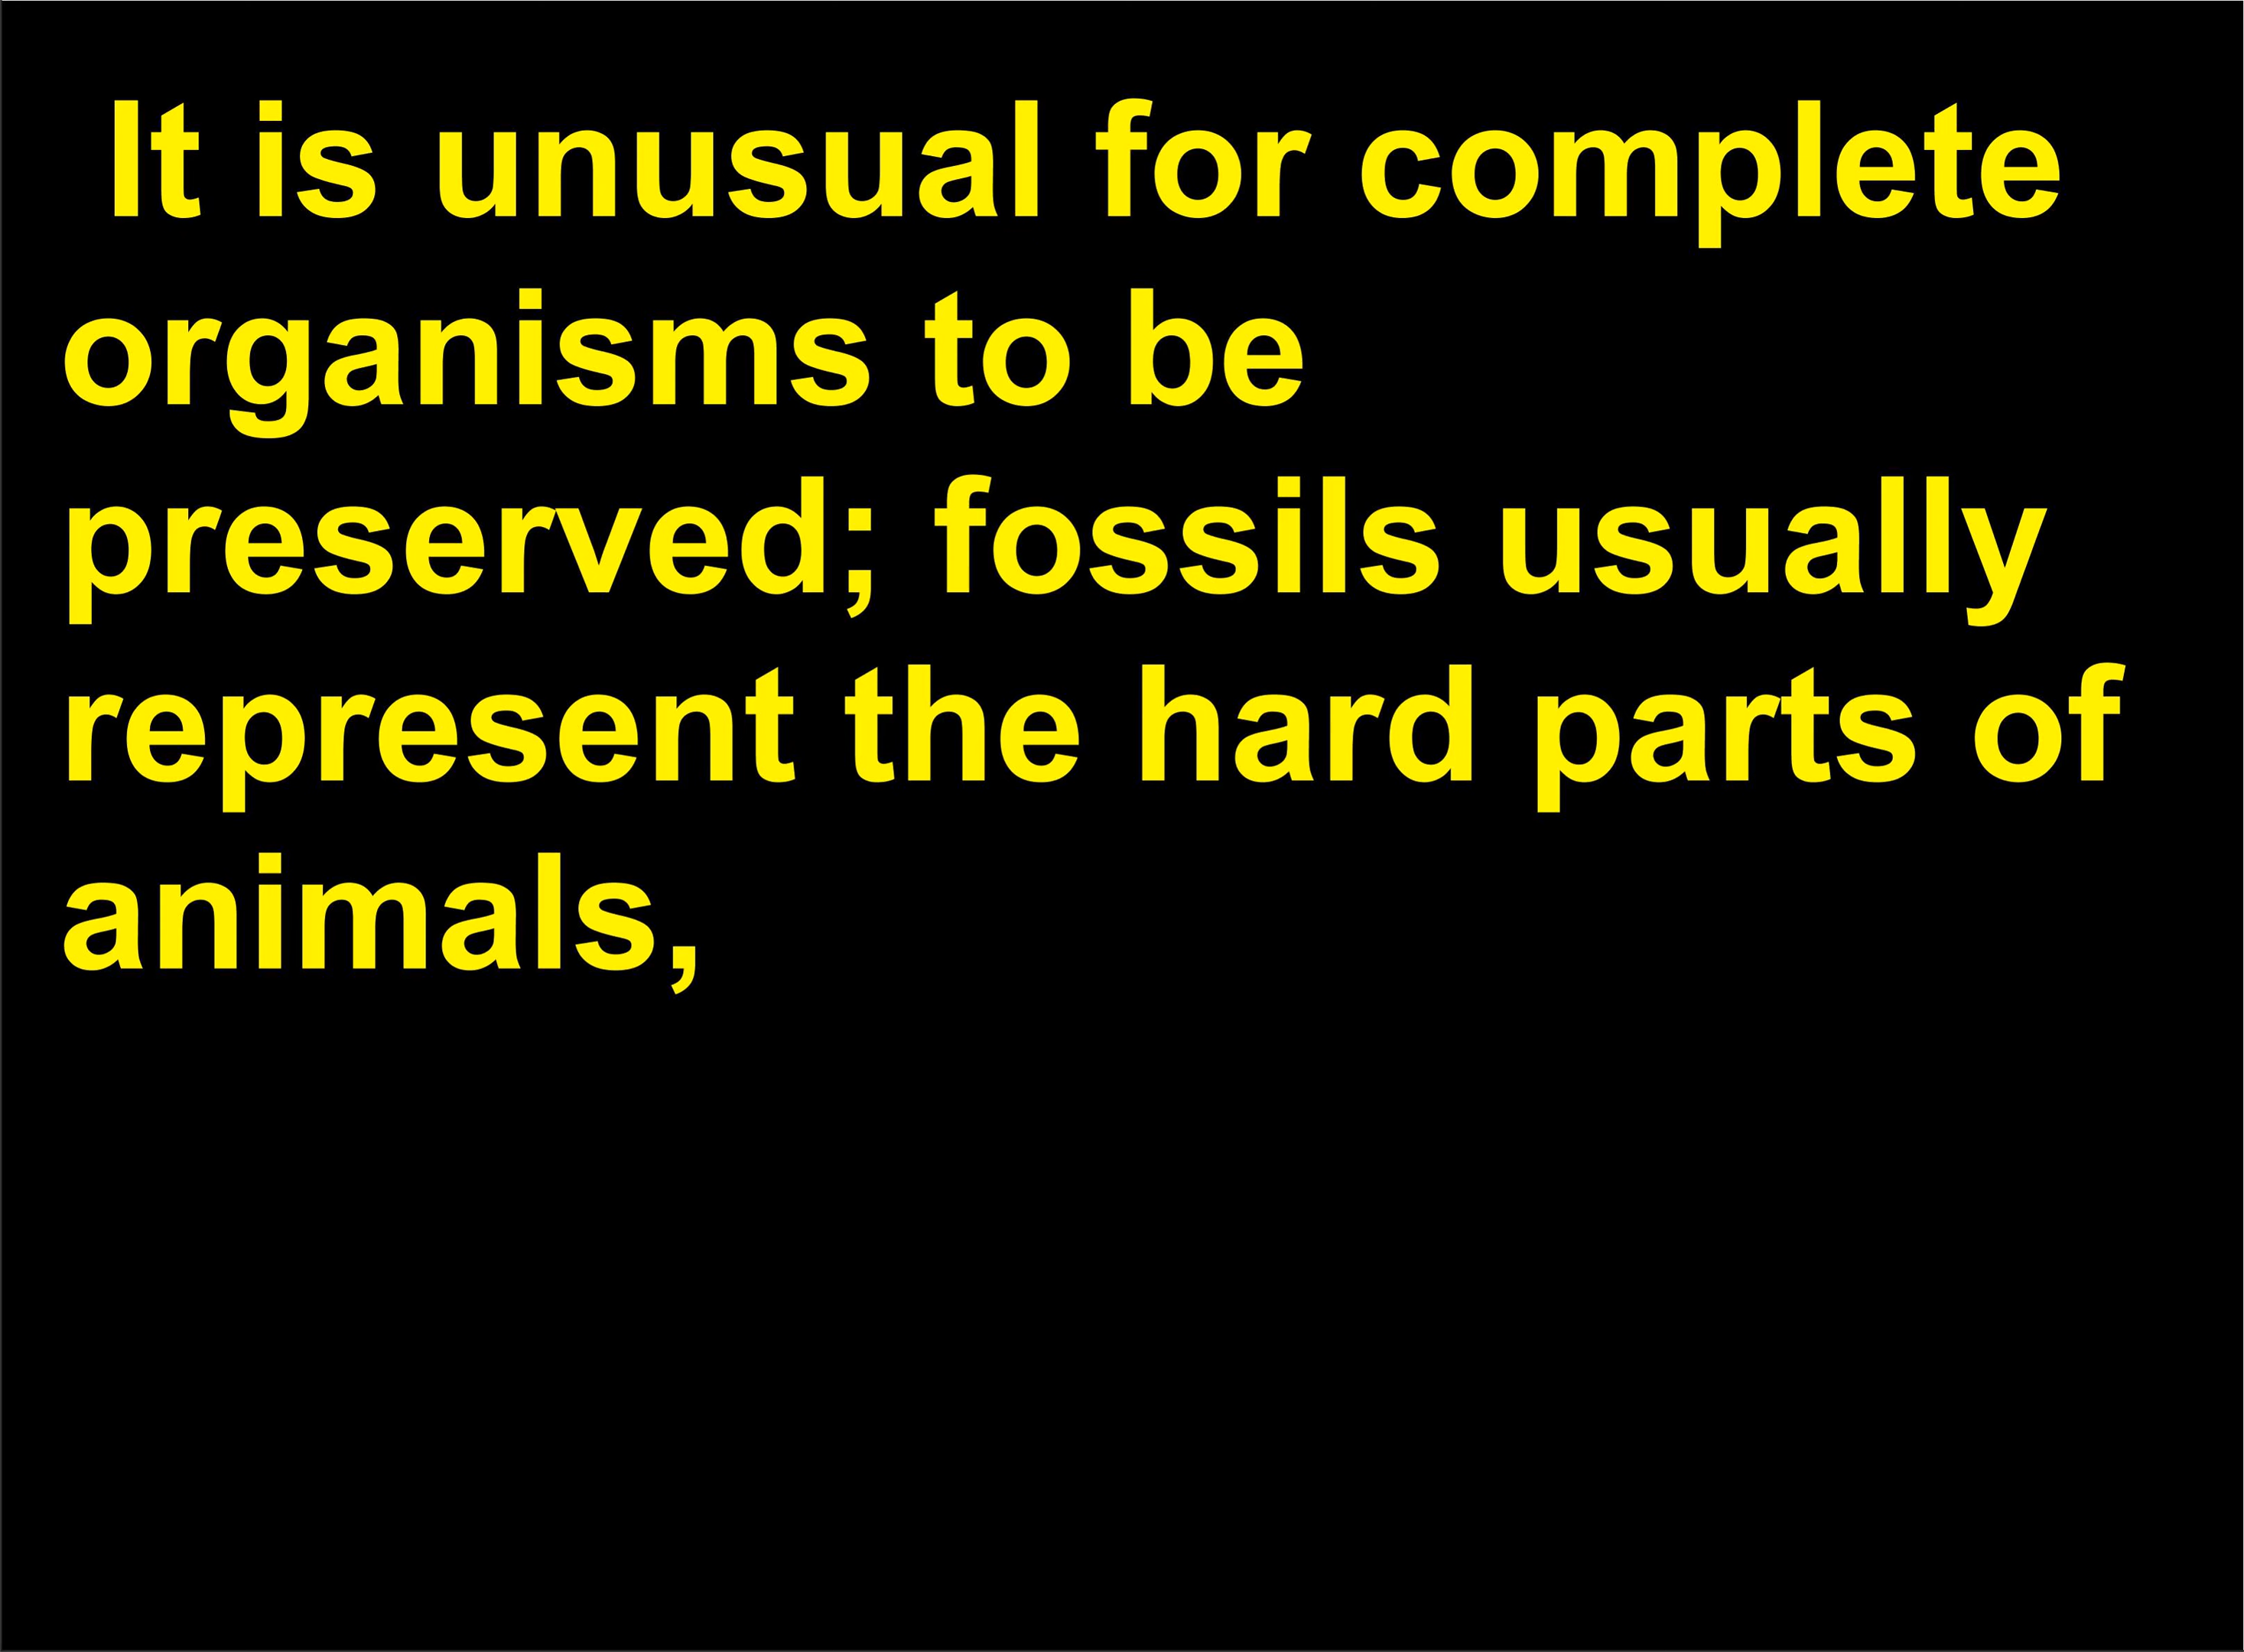 It is unusual for complete
organisms to be
preserved; fossils usually
represent the hard parts of
animals,